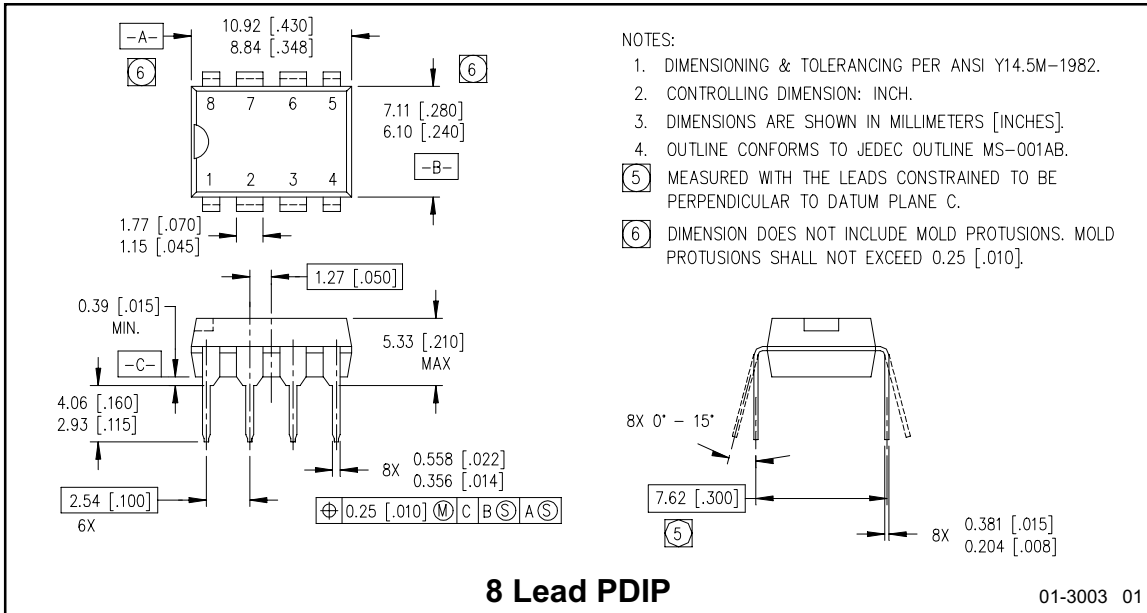 10.92 [.430]
8.84 [.348]
-A-
6
6
8 7 6 5
7.11 [.280]
6.10 [.240]
-B-
1 2 3 4
1.77 [.070]
1.15 [.045]
1.27 [.050]
0.39 [.015]
MIN.
-C-
5.33 [.210]
MAX
4.06 [.160]
2.93 [.115]
8X 0.558 [.022]
0.356 [.014]
2.54 [.100]
6X
⌖ 0.25 [.010] Ⓜ C B Ⓢ A Ⓢ
NOTES:
1. DIMENSIONING & TOLERANCING PER ANSI Y14.5M-1982.
2. CONTROLLING DIMENSION: INCH.
3. DIMENSIONS ARE SHOWN IN MILLIMETERS [INCHES].
4. OUTLINE CONFORMS TO JEDEC OUTLINE MS-001AB.
5 MEASURED WITH THE LEADS CONSTRAINED TO BE
PERPENDICULAR TO DATUM PLANE C.
6 DIMENSION DOES NOT INCLUDE MOLD PROTUSIONS. MOLD
PROTUSIONS SHALL NOT EXCEED 0.25 [.010].
8X 0° - 15°
7.62 [.300]
5
8X 0.381 [.015]
0.204 [.008]
8 Lead PDIP
01-3003 01